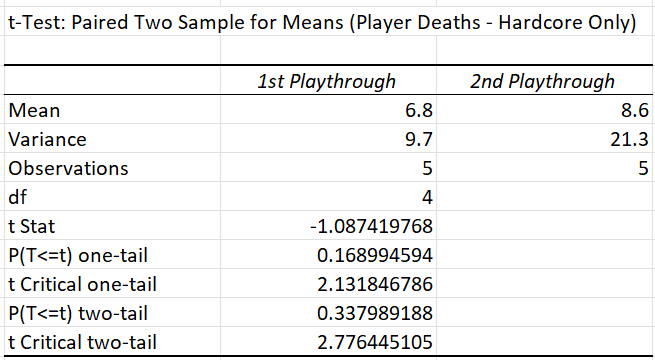 t-Test: Paired Two Sample for Means (Player Deaths - Hardcore Only)
1st Playthrough 2nd Playthrough
Mean 6.8 8.6
Variance 9.7 21.3
Observations 5 5
df 4
t Stat -1.087419768
P(T<=t) one-tail 0.168994594
t Critical one-tail 2.131846786
P(T<=t) two-tail 0.337989188
t Critical two-tail 2.776445105